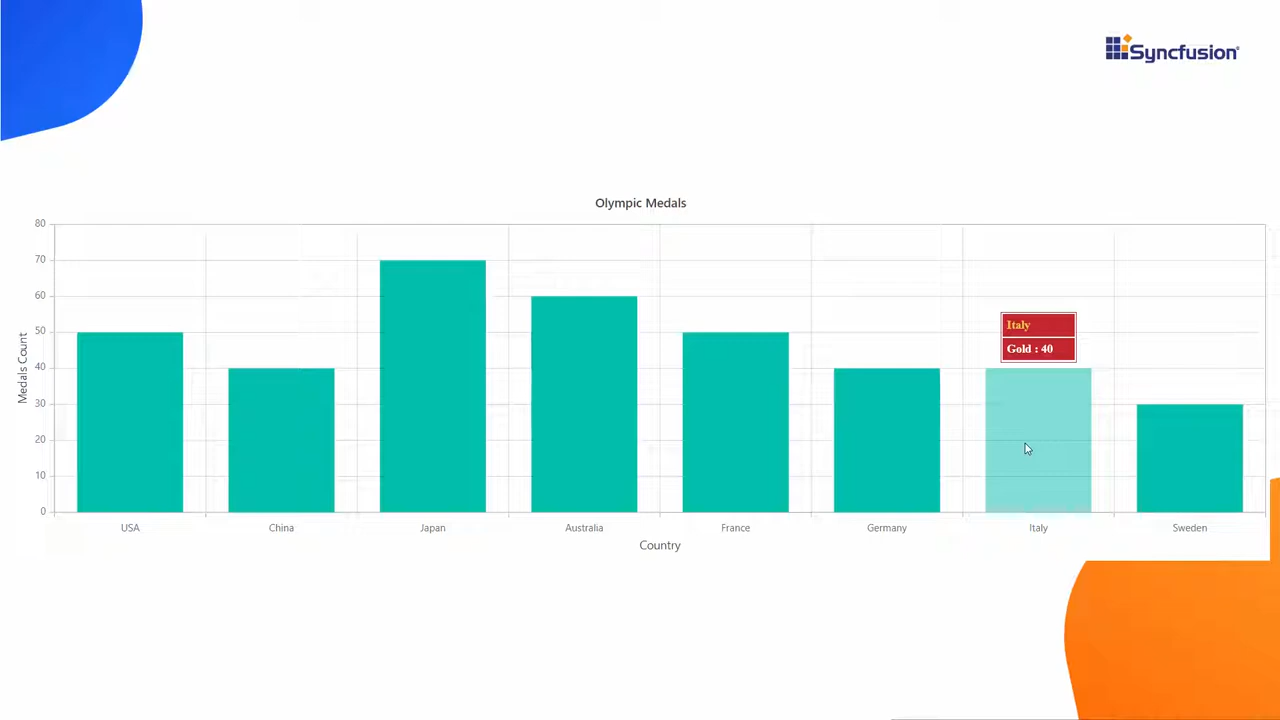 Syncfusion
Olympic Medals
80
70
60
50
40
30
20
10
0
Medals Count
Italy
Gold : 40
USA China Japan Australia France Germany Italy Sweden
Country